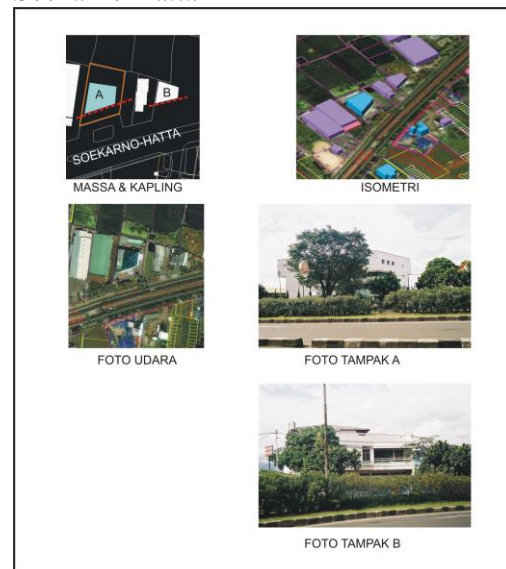 A
B
SOEKARNO-HATTA
MASSA & KAPLING
ISOMETRI
FOTO UDARA
FOTO TAMPAK A
FOTO TAMPAK B